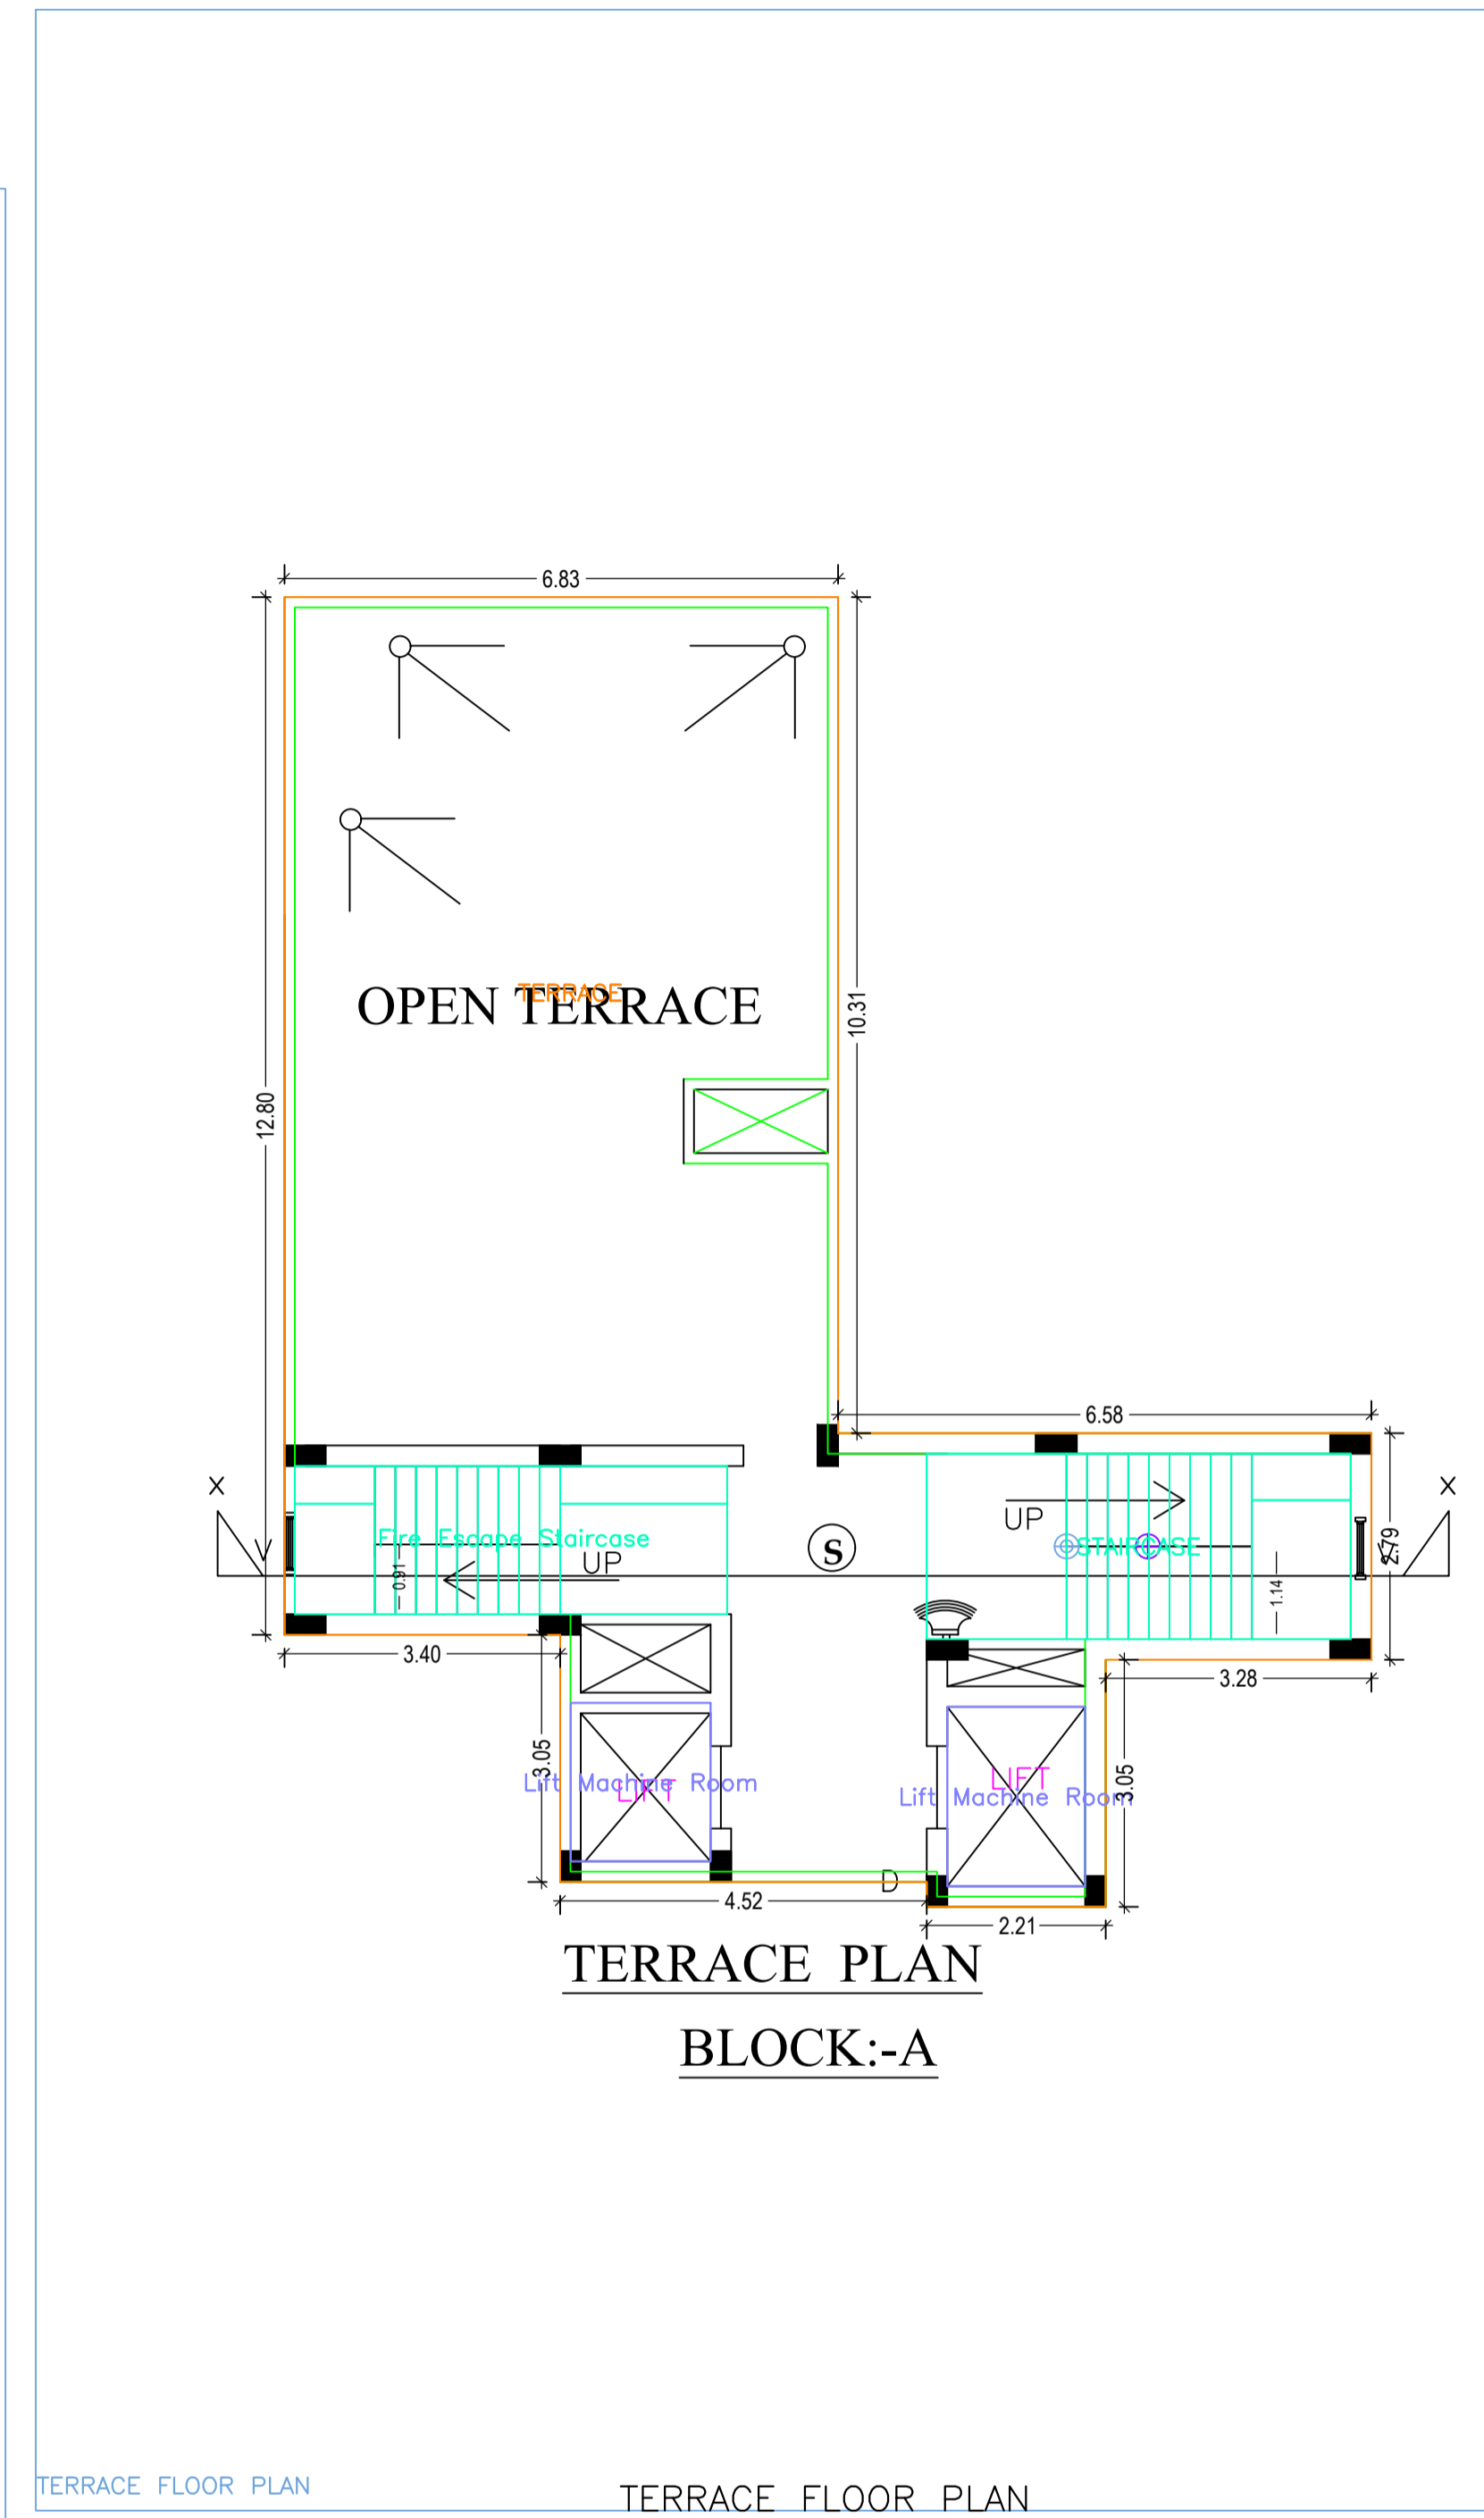 6.83
OPEN TERRACE
TERRACE
10.31
12.80
6.58
X
X
UP
Fire Escape Staircase
S
STAIRCASE
2.79
UP
0.91
1.14
3.40
3.28
3.05
Lift Machine Room
LIFT
LIFT
Lift Machine Room
3.05
D
4.52
2.21
TERRACE PLAN
BLOCK:-A
TERRACE FLOOR PLAN
TERRACE FLOOR PLAN